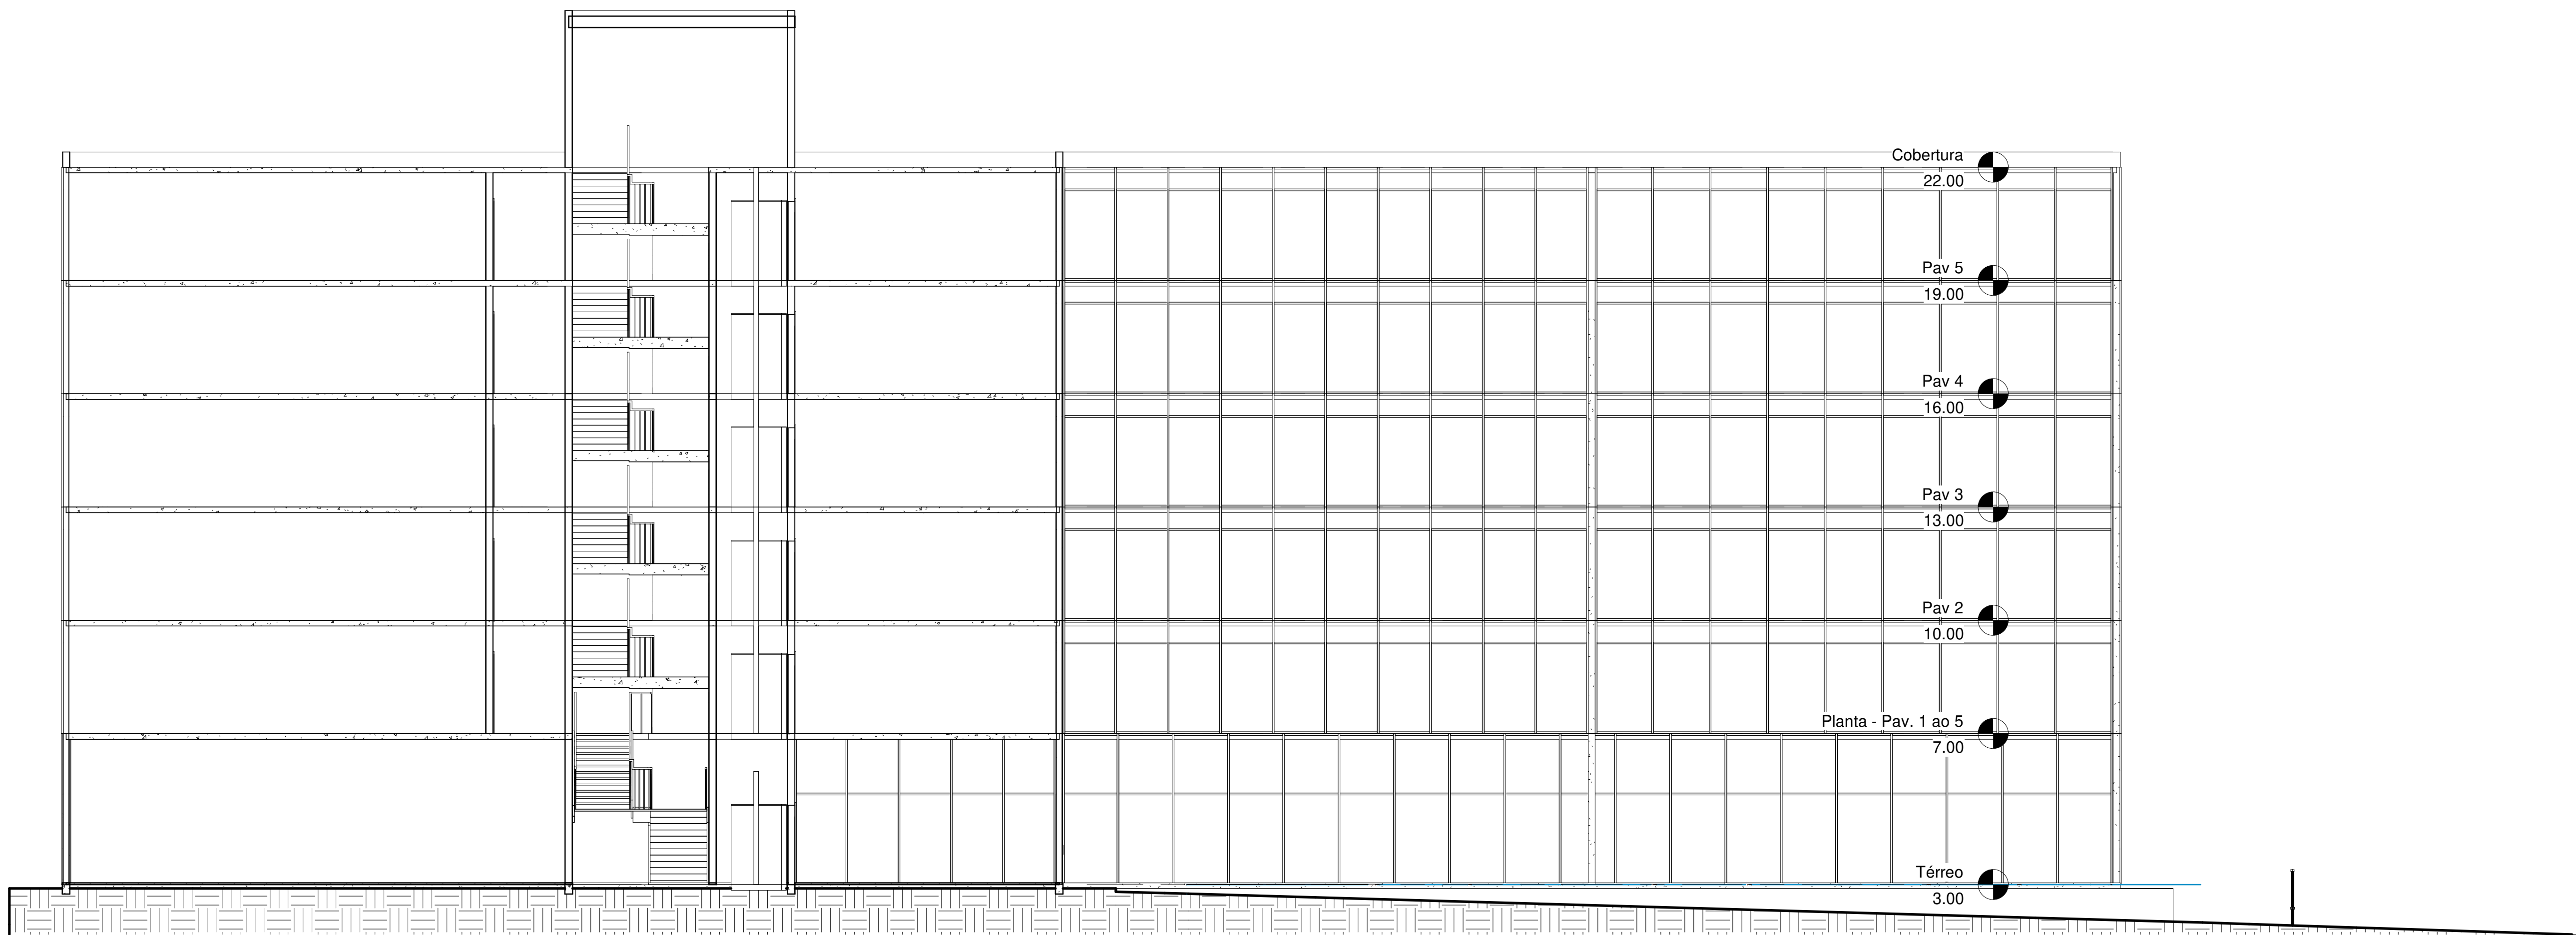 Cobertura
22.00
Pav 5
19.00
Pav 4
16.00
Pav 3
13.00
Pav 2
10.00
Planta - Pav. 1 ao 5
7.00
Térreo
3.00